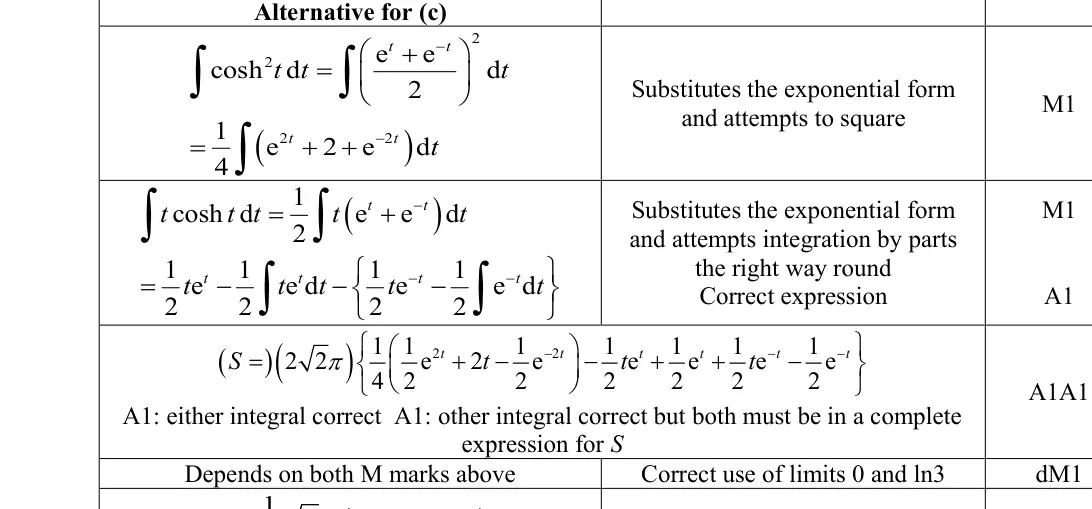 Alternative for (c)
∫cosh²t dt = ∫((eᵗ + e⁻ᵗ)/2)² dt
= 1/4 ∫(e²ᵗ + 2 + e⁻²ᵗ)dt
Substitutes the exponential form
and attempts to square
M1
∫t cosh t dt = 1/2 ∫t(eᵗ + e⁻ᵗ)dt
= 1/2 teᵗ − 1/2 ∫teᵗdt − {1/2 te⁻ᵗ − 1/2 ∫e⁻ᵗdt}
Substitutes the exponential form
and attempts integration by parts
the right way round
Correct expression
M1
A1
(S =)(2√2π){1/4(1/2 e²ᵗ + 2t − 1/2 e⁻²ᵗ) − 1/2 teᵗ + 1/2 eᵗ + 1/2 te⁻ᵗ − 1/2 e⁻ᵗ}
A1: either integral correct A1: other integral correct but both must be in a complete
expression for S
A1A1
Depends on both M marks above
Correct use of limits 0 and ln3
dM1